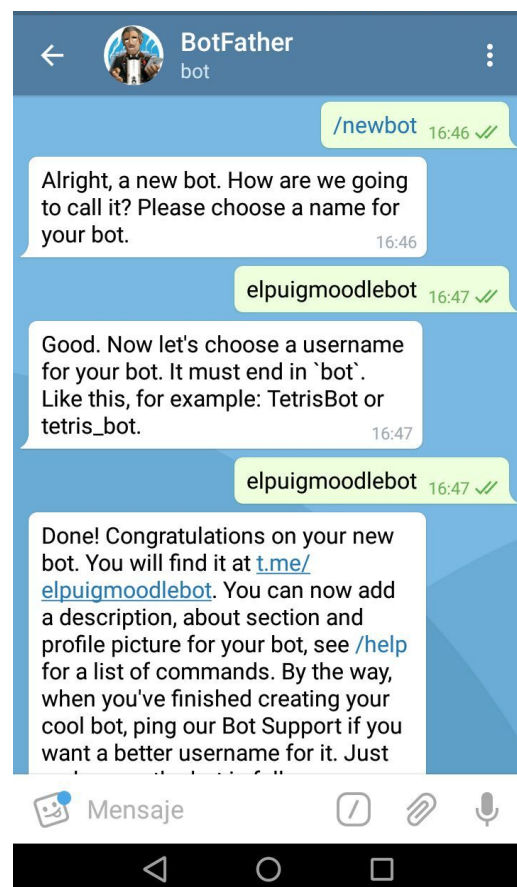 BotFather
bot
/newbot 16:46
Alright, a new bot. How are we going
to call it? Please choose a name for
your bot. 16:46
elpuigmoodlebot 16:47
Good. Now let's choose a username
for your bot. It must end in `bot`.
Like this, for example: TetrisBot or
tetris_bot. 16:47
elpuigmoodlebot 16:47
Done! Congratulations on your new
bot. You will find it at t.me/
elpuigmoodlebot. You can now add
a description, about section and
profile picture for your bot, see /help
for a list of commands. By the way,
when you've finished creating your
cool bot, ping our Bot Support if you
want a better username for it. Just
Mensaje